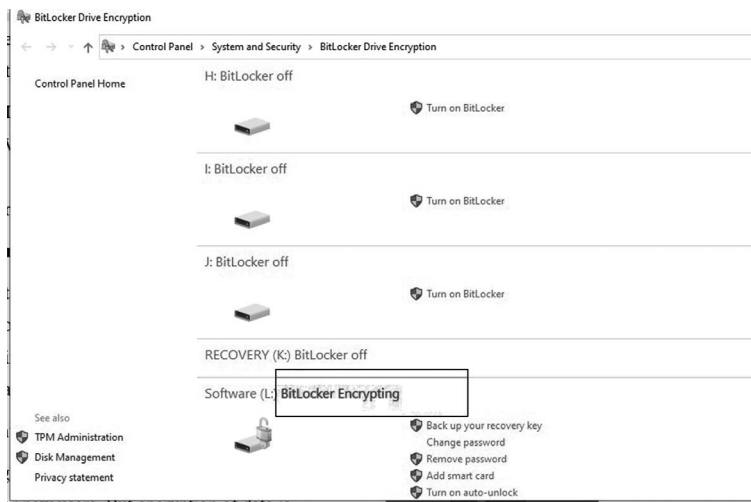 BitLocker Drive Encryption
Control Panel > System and Security > BitLocker Drive Encryption
Control Panel Home
H: BitLocker off
Turn on BitLocker
I: BitLocker off
Turn on BitLocker
J: BitLocker off
Turn on BitLocker
RECOVERY (K:) BitLocker off
Software (L:) BitLocker Encrypting
Back up your recovery key
Change password
Remove password
Add smart card
Turn on auto-unlock
See also
TPM Administration
Disk Management
Privacy statement